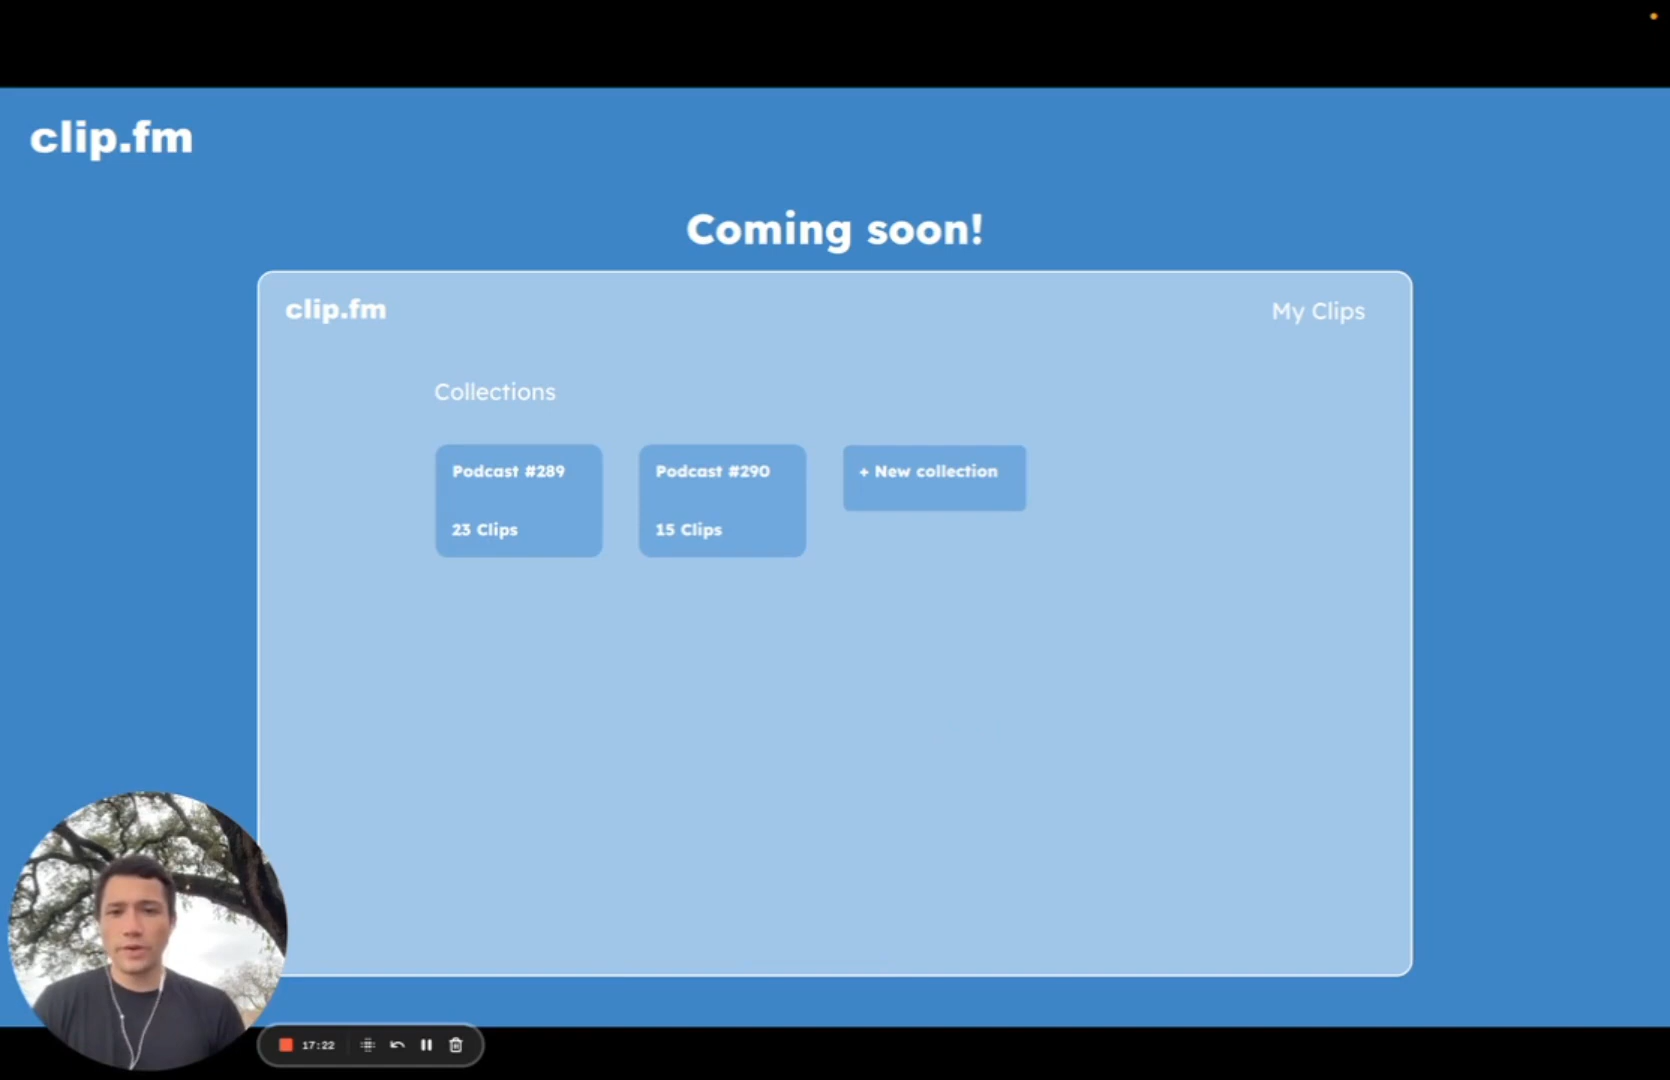 clip.fm
Coming soon!
clip.fm
My Clips
Collections
Podcast #289
23 Clips
Podcast #290
15 Clips
+ New collection
17:22